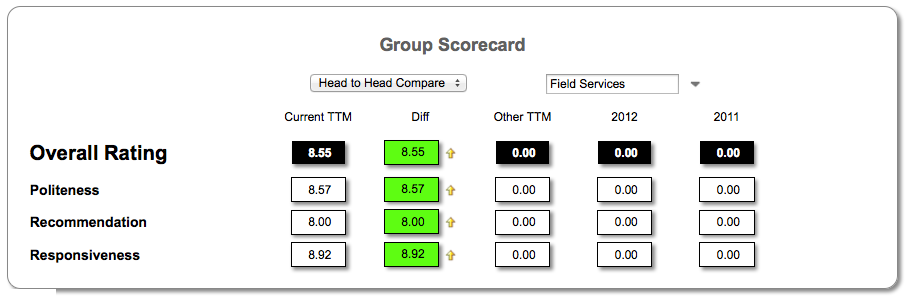 Group Scorecard
Head to Head Compare Field Services
Current TTM Diff Other TTM 2012 2011
Overall Rating 8.55 8.55 0.00 0.00 0.00
Politeness 8.57 8.57 0.00 0.00 0.00
Recommendation 8.00 8.00 0.00 0.00 0.00
Responsiveness 8.92 8.92 0.00 0.00 0.00